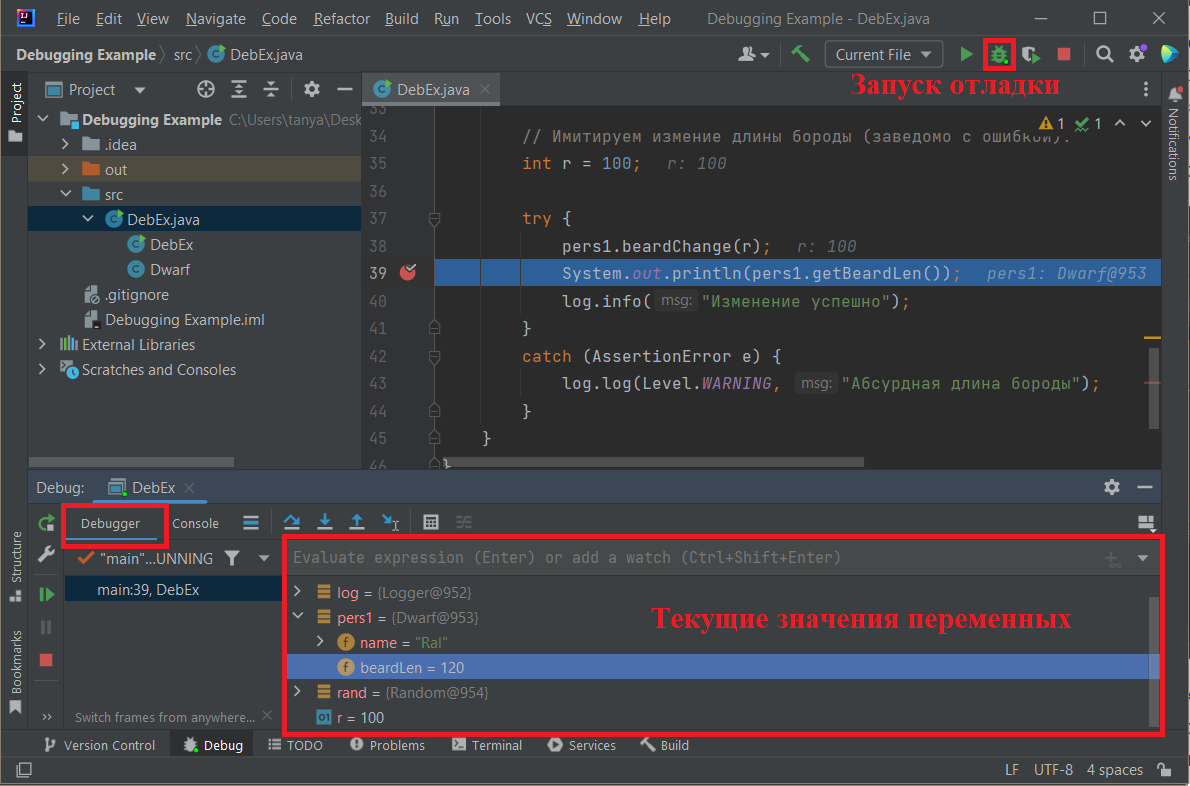 File Edit View Navigate Code Refactor Build Run Tools VCS Window Help Debugging Example - DebEx.java
Debugging Example src DebEx.java Current File
Запуск отладки
Project
Project
Debugging Example C:\Users\tanya\Desk
.idea
out
src
DebEx.java
DebEx
Dwarf
.gitignore
Debugging Example.iml
External Libraries
Scratches and Consoles
DebEx.java
1 1
33
34 // Имитируем измение длины бороды (заведомо с ошибкой).
35 int r = 100; r: 100
36
37 try {
38 pers1.beardChange(r); r: 100
39 System.out.println(pers1.getBeardLen()); pers1: Dwarf@953
40 log.info( msg: "Изменение успешно");
41 }
42 catch (AssertionError e) {
43 log.log(Level.WARNING, msg: "Абсурдная длина бороды");
44 }
45 }
46 }
Notifications
Debug: DebEx
Debugger Console
"main"...UNNING
main:39, DebEx
Switch frames from anywhere...
Evaluate expression (Enter) or add a watch (Ctrl+Shift+Enter)
log = {Logger@952}
pers1 = {Dwarf@953}
name = "Ral"
beardLen = 120
rand = {Random@954}
r = 100
Текущие значения переменных
Structure
Bookmarks
Version Control Debug TODO Problems Terminal Services Build
LF UTF-8 4 spaces